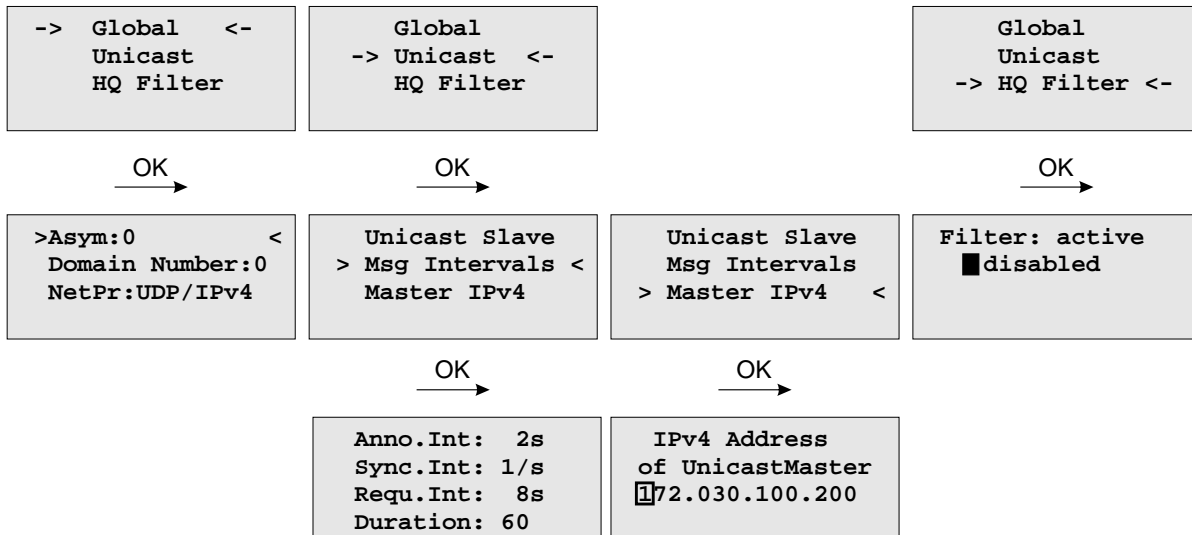 -> Global <-
Unicast
HQ Filter
Global
-> Unicast <-
HQ Filter
Global
Unicast
-> HQ Filter <-
OK
OK
OK
>Asym:0 <
Domain Number:0
NetPr:UDP/IPv4
Unicast Slave
> Msg Intervals <
Master IPv4
Unicast Slave
Msg Intervals
> Master IPv4 <
Filter: active
disabled
OK
OK
Anno.Int: 2s
Sync.Int: 1/s
Requ.Int: 8s
Duration: 60
IPv4 Address
of UnicastMaster
172.030.100.200